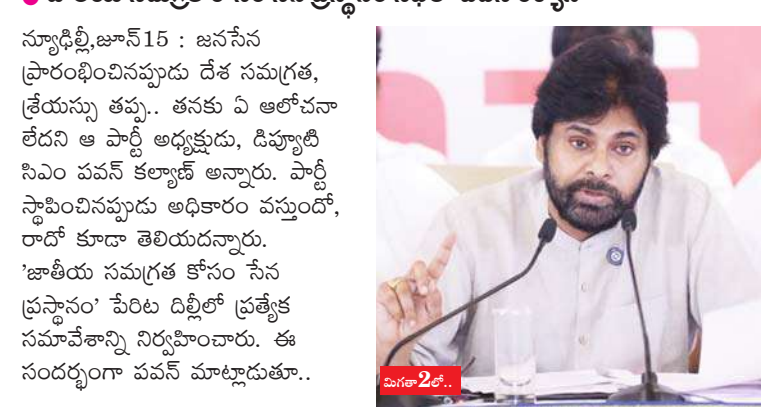 న్యూఢిల్లీ,జూన్15 : జనసేన
ప్రారంభించినప్పుడు దేశ సమగ్రత,
శ్రేయస్సు తప్ప.. తనకు ఏ ఆలోచనా
లేదని ఆ పార్టీ అధ్యక్షుడు, డిప్యూటి
సిఎం పవన్ కల్యాణ్ అన్నారు. పార్టీ
స్థాపించినప్పుడు అధికారం వస్తుందో,
రాదో కూడా తెలియదన్నారు.
'జాతీయ సమగ్రత కోసం సేన
ప్రస్థానం' పేరిట దిల్లీలో ప్రత్యేక
సమావేశాన్ని నిర్వహించారు. ఈ
సందర్భంగా పవన్ మాట్లాడుతూ..
మిగతా2లో..